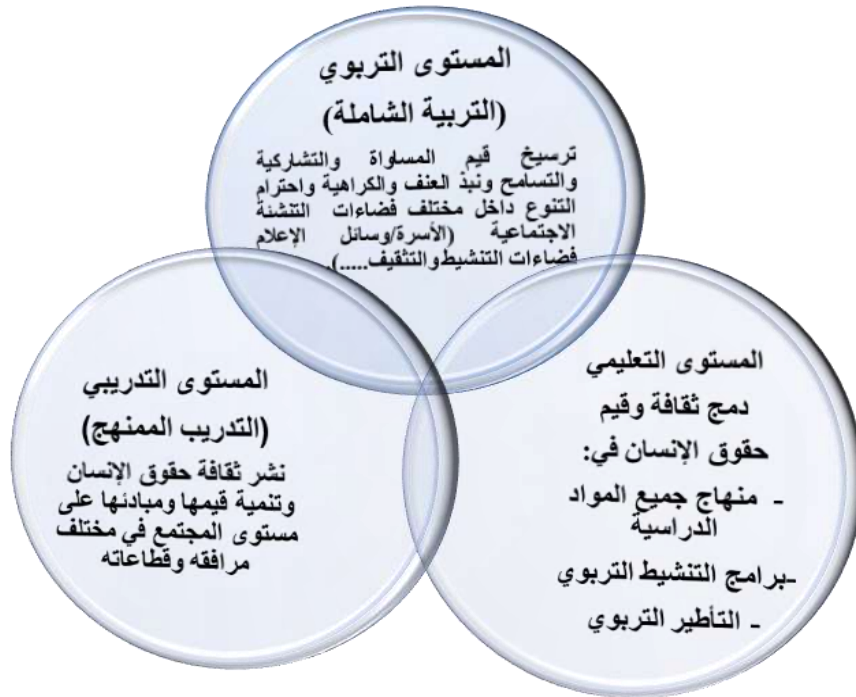 المستوى التربوي
(التربية الشاملة)
ترسيخ قيم المساواة والتشاركية
والتسامح ونبذ العنف والكراهية واحترام
التنوع داخل مختلف فضاءات التنشئة
الاجتماعية (الأسرة/وسائل الإعلام
فضاءات التنشيط والتثقيف.....).
المستوى التعليمي
دمج ثقافة وقيم
حقوق الإنسان في:
- منهاج جميع المواد
الدراسية
-برامج التنشيط التربوي
- التأطير التربوي
المستوى التدريبي
(التدريب الممنهج)
نشر ثقافة حقوق الإنسان
وتنمية قيمها ومبادئها على
مستوى المجتمع في مختلف
مرافقه وقطاعاته